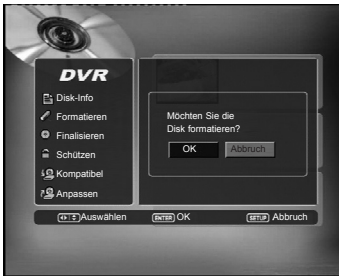 DVR
Disk-Info
Formatieren
Finalisieren
Schützen
Kompatibel
Anpassen
Möchten Sie die
Disk formatieren?
OK Abbruch
Auswählen ENTER OK SETUP Abbruch